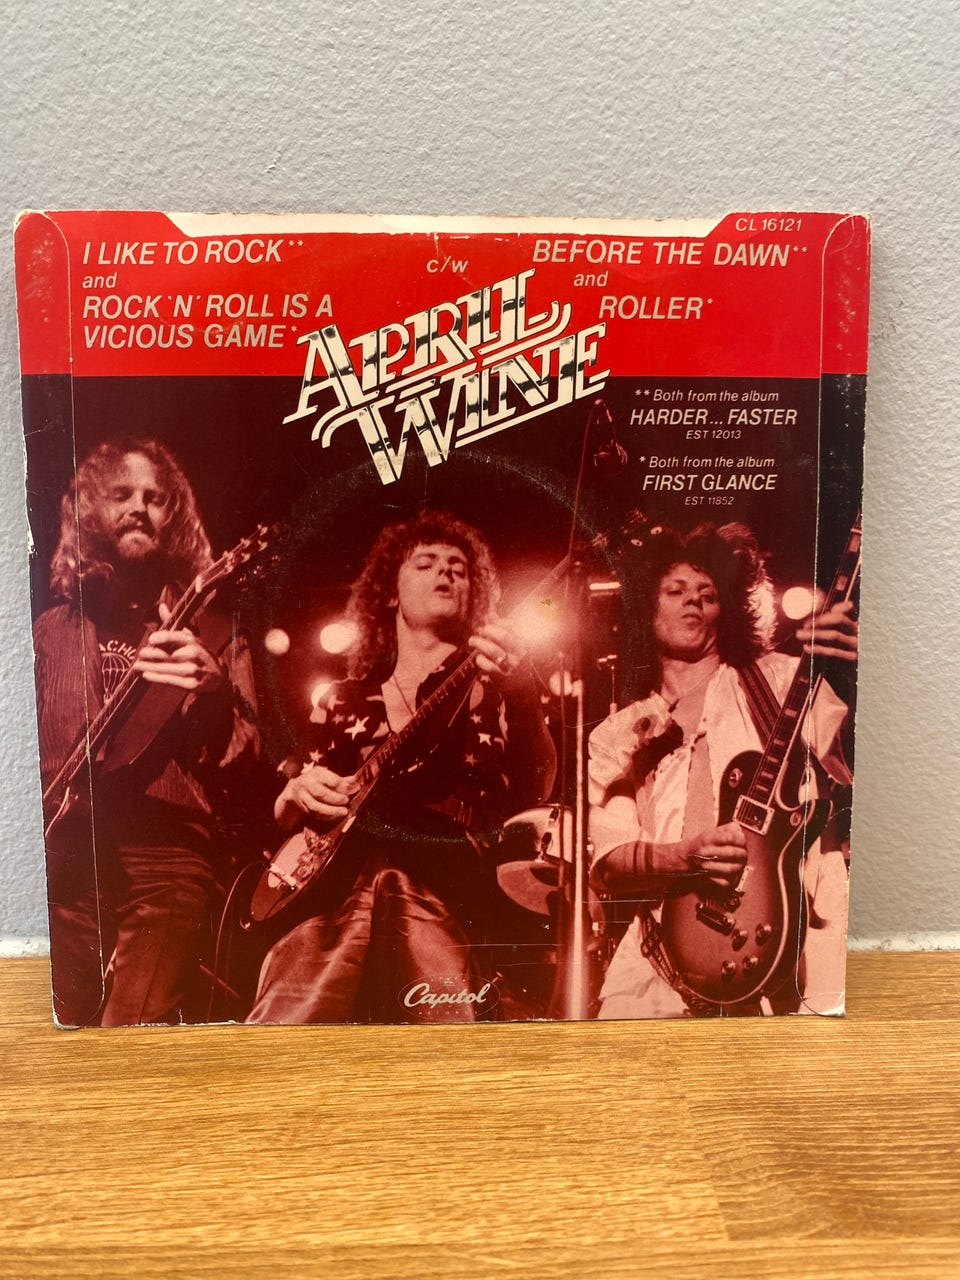 CL 16121
I LIKE TO ROCK**
and
ROCK 'N' ROLL IS A
VICIOUS GAME*
c/w
BEFORE THE DAWN**
and
ROLLER*
APRIL
WINE
** Both from the album
HARDER... FASTER
EST 12013
* Both from the album
FIRST GLANCE
EST 11852
Capitol